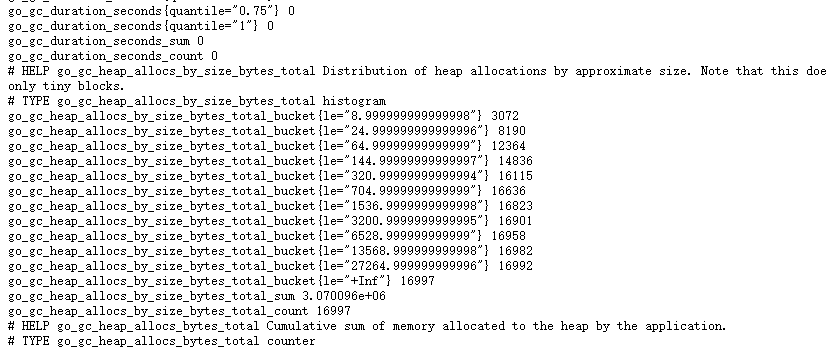 go_gc_duration_seconds{quantile="0.75"} 0
go_gc_duration_seconds{quantile="1"} 0
go_gc_duration_seconds_sum 0
go_gc_duration_seconds_count 0
# HELP go_gc_heap_allocs_by_size_bytes_total Distribution of heap allocations by approximate size. Note that this doe
only tiny blocks.
# TYPE go_gc_heap_allocs_by_size_bytes_total histogram
go_gc_heap_allocs_by_size_bytes_total_bucket{le="8.999999999999998"} 3072
go_gc_heap_allocs_by_size_bytes_total_bucket{le="24.999999999999996"} 8190
go_gc_heap_allocs_by_size_bytes_total_bucket{le="64.99999999999999"} 12364
go_gc_heap_allocs_by_size_bytes_total_bucket{le="144.99999999999997"} 14836
go_gc_heap_allocs_by_size_bytes_total_bucket{le="320.99999999999994"} 16115
go_gc_heap_allocs_by_size_bytes_total_bucket{le="704.9999999999999"} 16636
go_gc_heap_allocs_by_size_bytes_total_bucket{le="1536.9999999999998"} 16823
go_gc_heap_allocs_by_size_bytes_total_bucket{le="3200.9999999999995"} 16901
go_gc_heap_allocs_by_size_bytes_total_bucket{le="6528.999999999999"} 16958
go_gc_heap_allocs_by_size_bytes_total_bucket{le="13568.999999999998"} 16982
go_gc_heap_allocs_by_size_bytes_total_bucket{le="27264.999999999996"} 16992
go_gc_heap_allocs_by_size_bytes_total_bucket{le="+Inf"} 16997
go_gc_heap_allocs_by_size_bytes_total_sum 3.070096e+06
go_gc_heap_allocs_by_size_bytes_total_count 16997
# HELP go_gc_heap_allocs_bytes_total Cumulative sum of memory allocated to the heap by the application.
# TYPE go_gc_heap_allocs_bytes_total counter